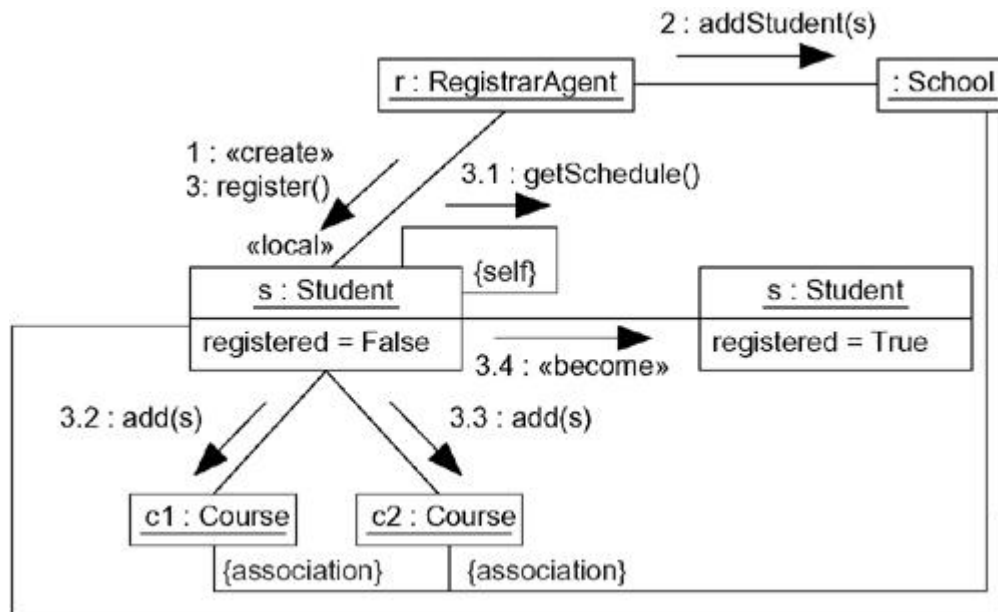 2 : addStudent(s)
r : RegistrarAgent
: School
1 : «create»
3: register()
3.1 : getSchedule()
«local»
{self}
s : Student
registered = False
s : Student
registered = True
3.4 : «become»
3.2 : add(s)
3.3 : add(s)
c1 : Course
c2 : Course
{association}
{association}